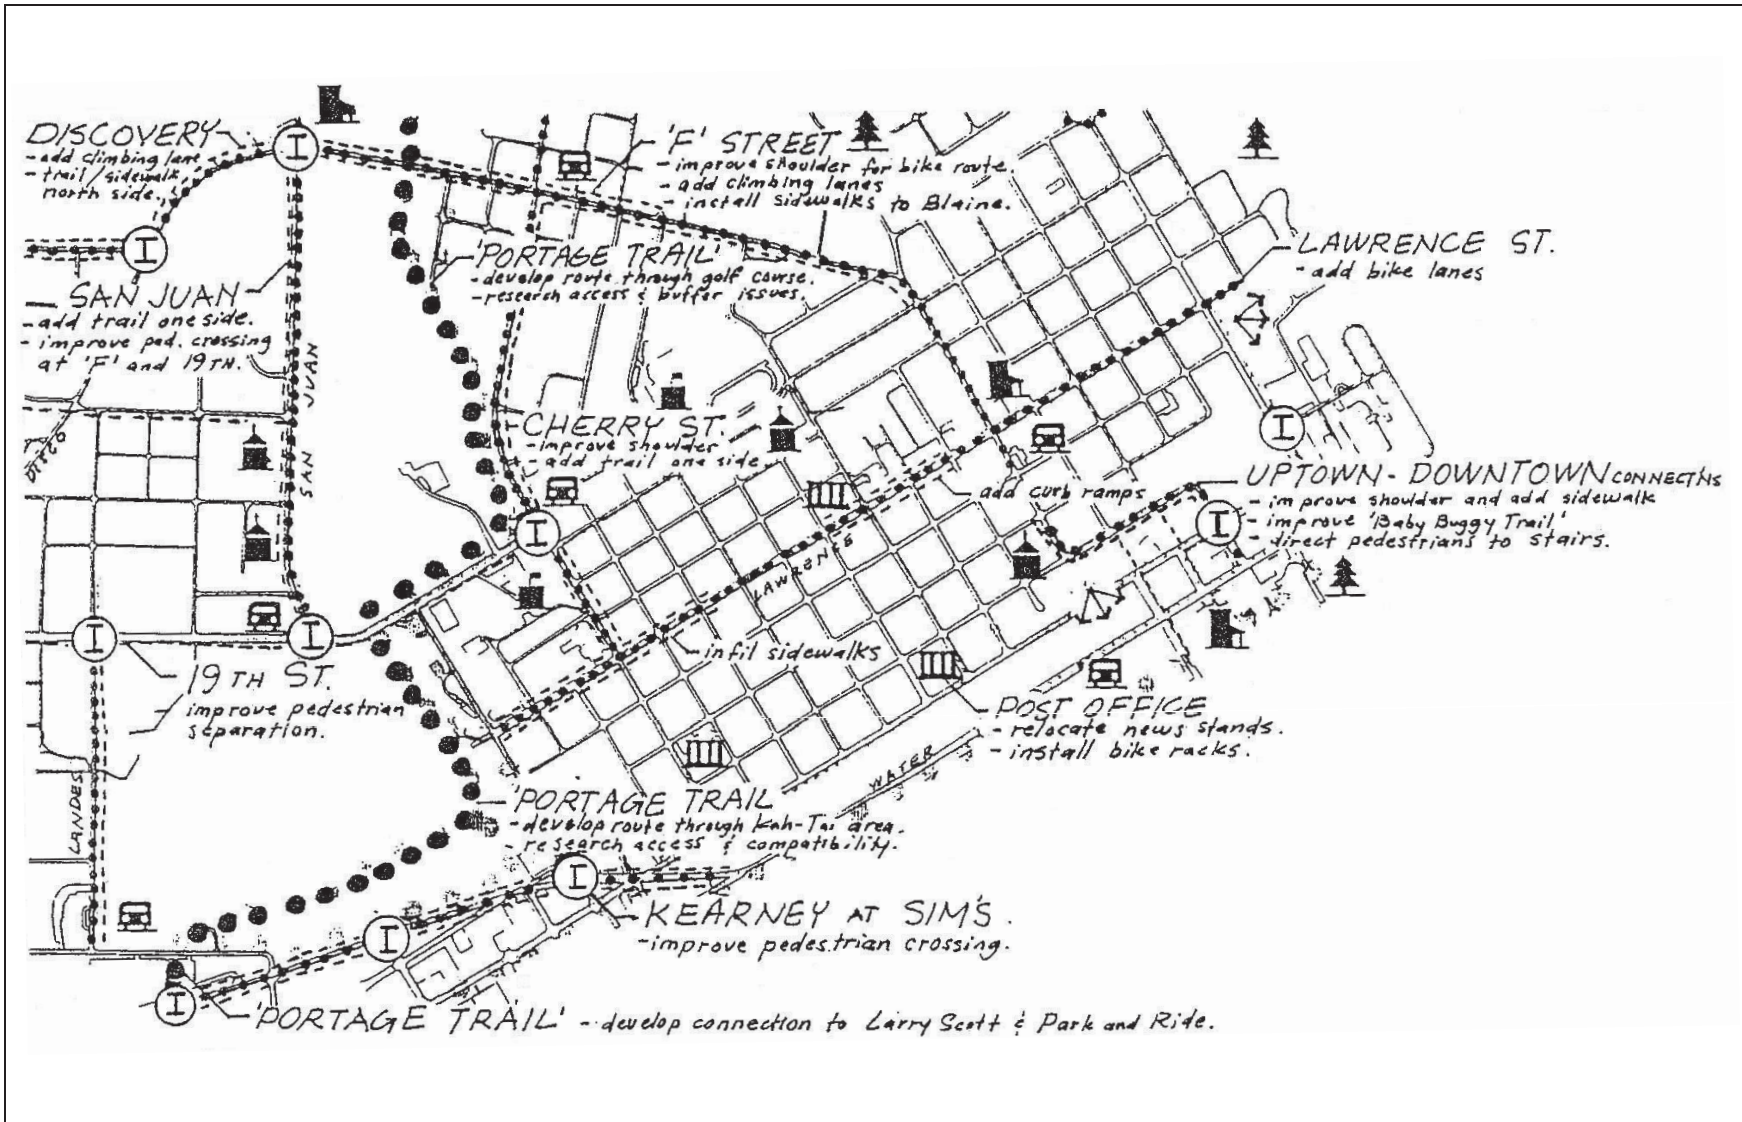 DISCOVERY
- add climbing lane
- trail/sidewalk
north side.
I
'F' STREET
- improve shoulder for bike route
- add climbing lanes
- install sidewalks to Blaine.
I
'PORTAGE TRAIL'
- develop route through golf course.
- research access & buffer issues.
LAWRENCE ST.
- add bike lanes
SAN JUAN
- add trail one side.
- improve ped. crossing
at 'F' and 19TH.
SAN JUAN
DISCO
CHERRY ST.
- improve shoulder
- add trail one side
I
UPTOWN - DOWNTOWN CONNECTNS
- improve shoulder and add sidewalk
- improve 'Baby Buggy Trail'
- direct pedestrians to stairs.
add curb ramps
I
I
LAWRENCE
infil sidewalks
I
I
19TH ST.
improve pedestrian
separation.
POST OFFICE
- relocate news stands.
- install bike racks.
WATER
LANDES
'PORTAGE TRAIL
- develop route through Kah-Tai area.
- research access & compatibility.
I
KEARNEY AT SIM'S.
- improve pedestrian crossing.
I
I
'PORTAGE TRAIL' - develop connection to Larry Scott & Park and Ride.